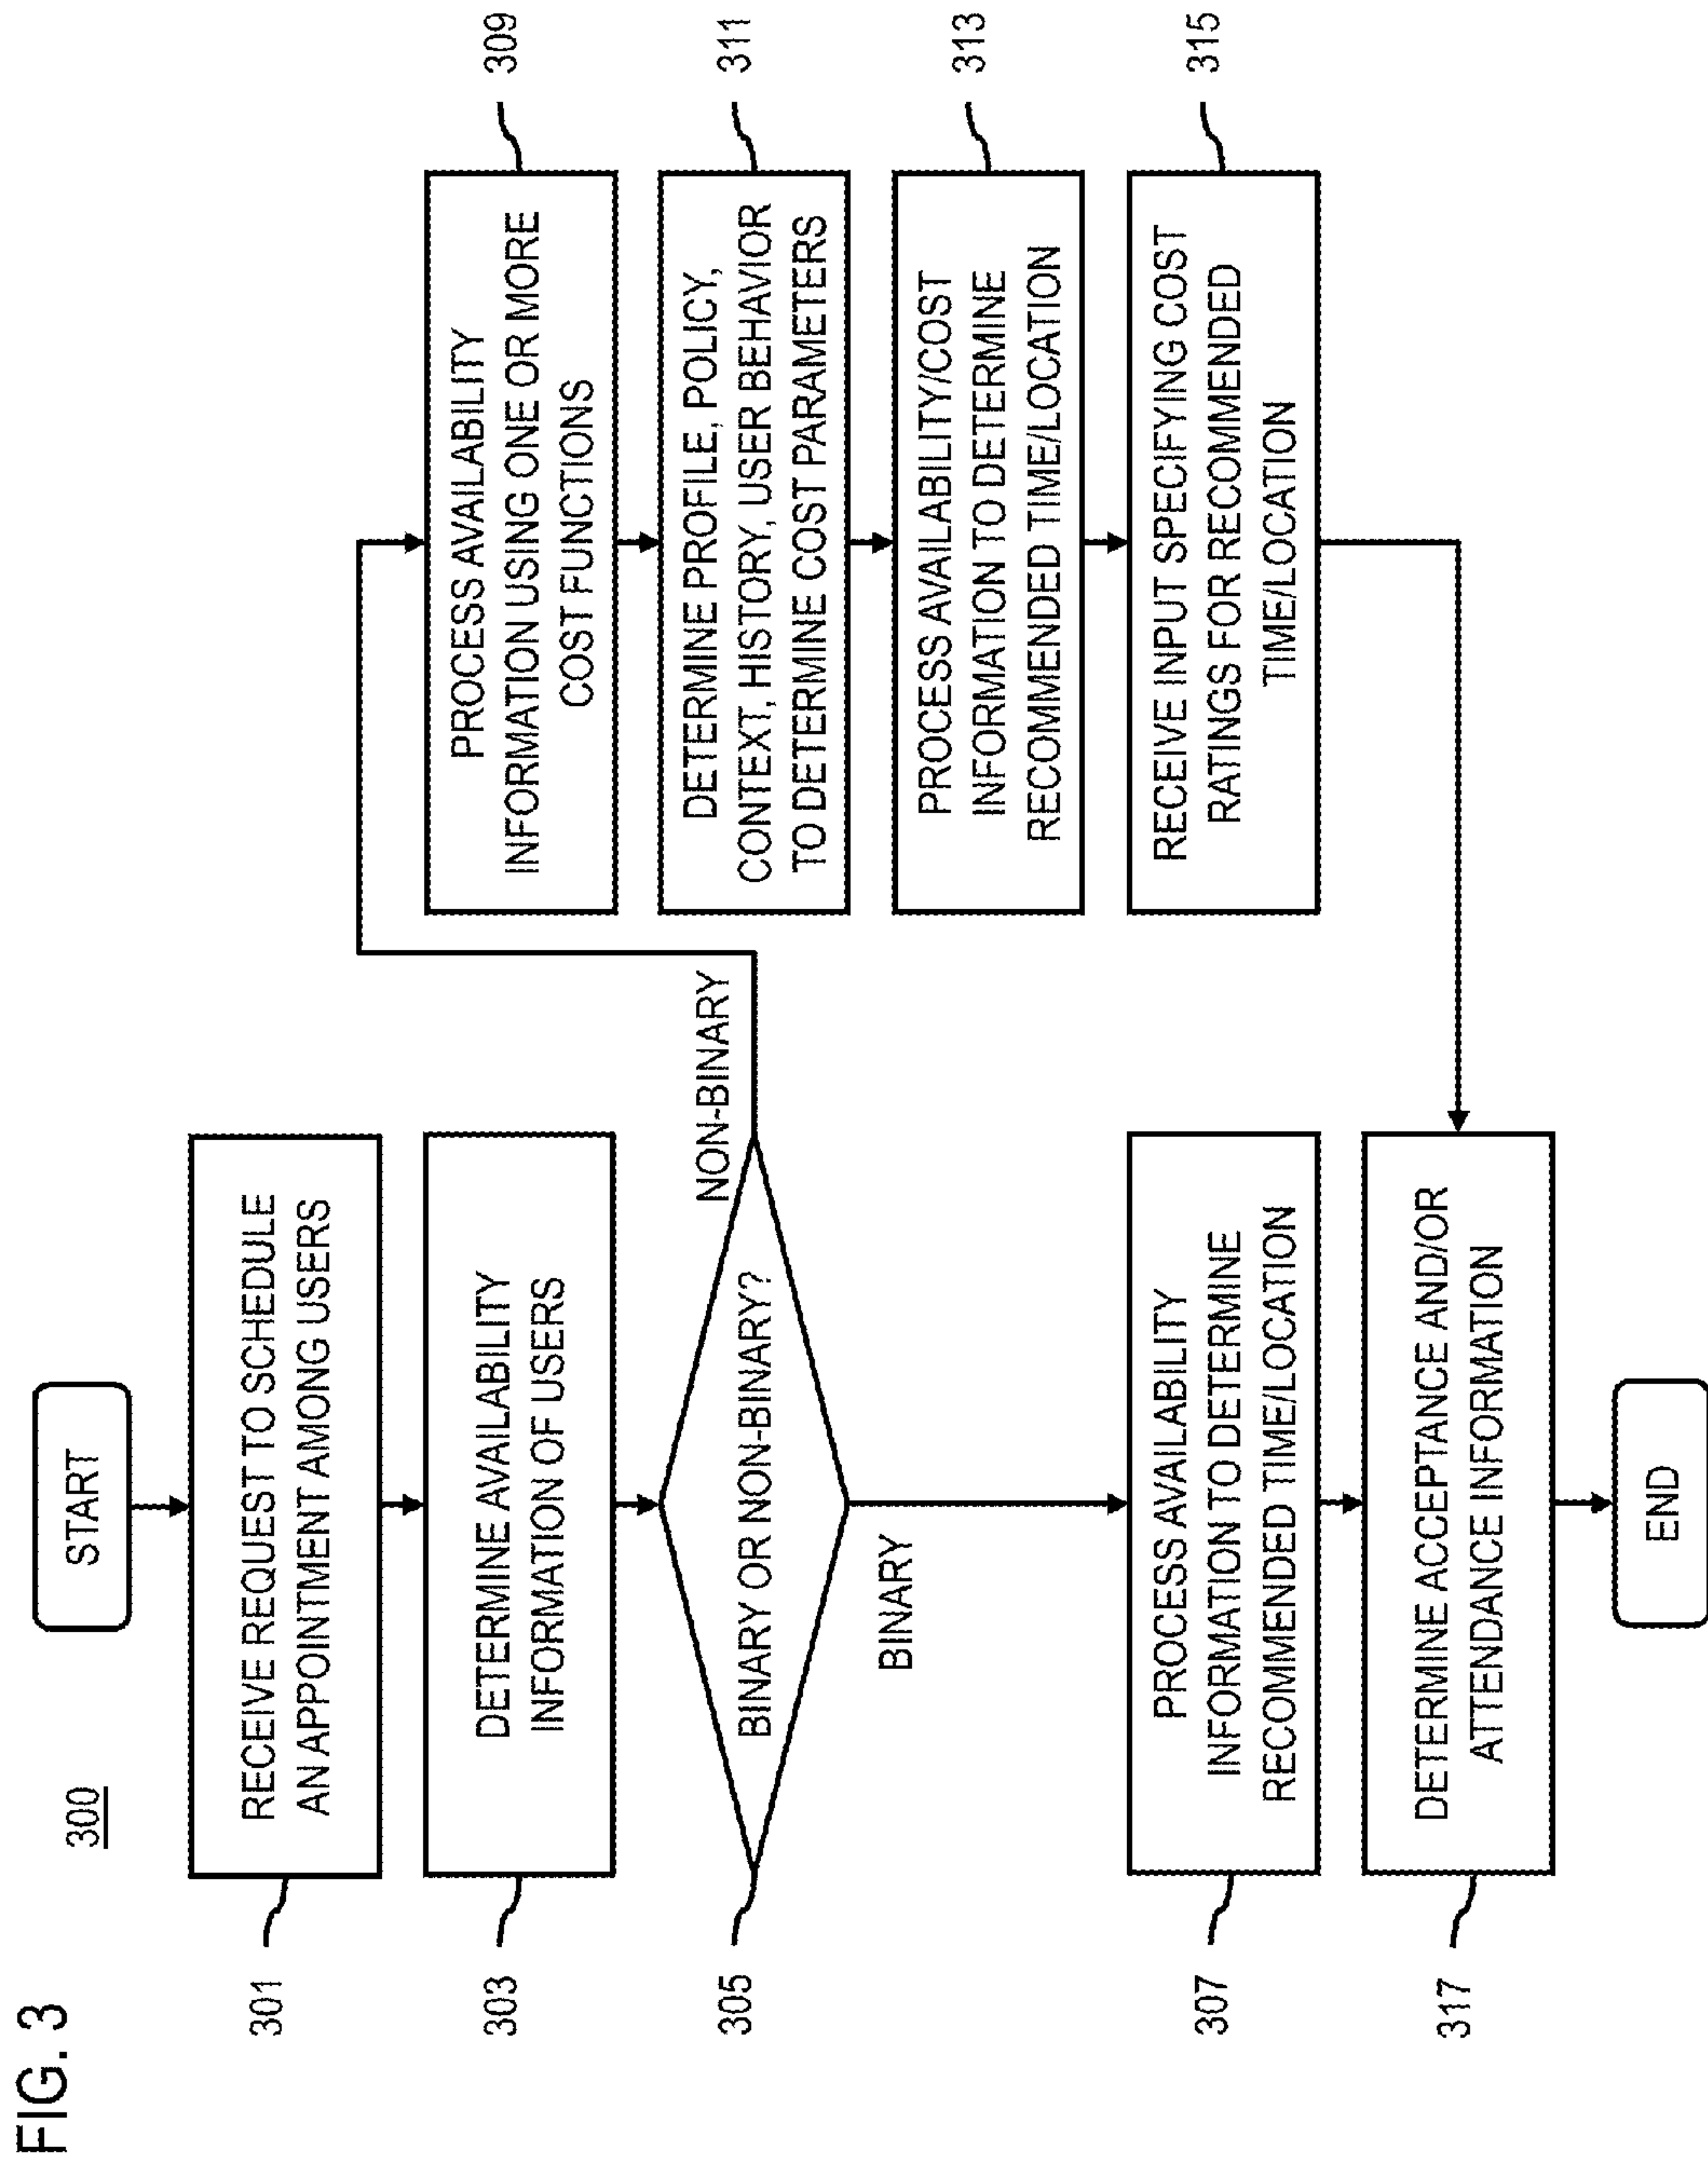 FIG. 3
300
START
301
RECEIVE REQUEST TO SCHEDULE
AN APPOINTMENT AMONG USERS
303
DETERMINE AVAILABILITY
INFORMATION OF USERS
305
BINARY OR NON-BINARY?
NON-BINARY
BINARY
307
PROCESS AVAILABILITY
INFORMATION TO DETERMINE
RECOMMENDED TIME/LOCATION
317
DETERMINE ACCEPTANCE AND/OR
ATTENDANCE INFORMATION
END
309
PROCESS AVAILABILITY
INFORMATION USING ONE OR MORE
COST FUNCTIONS
311
DETERMINE PROFILE, POLICY,
CONTEXT, HISTORY, USER BEHAVIOR
TO DETERMINE COST PARAMETERS
313
PROCESS AVAILABILITY/COST
INFORMATION TO DETERMINE
RECOMMENDED TIME/LOCATION
315
RECEIVE INPUT SPECIFYING COST
RATINGS FOR RECOMMENDED
TIME/LOCATION